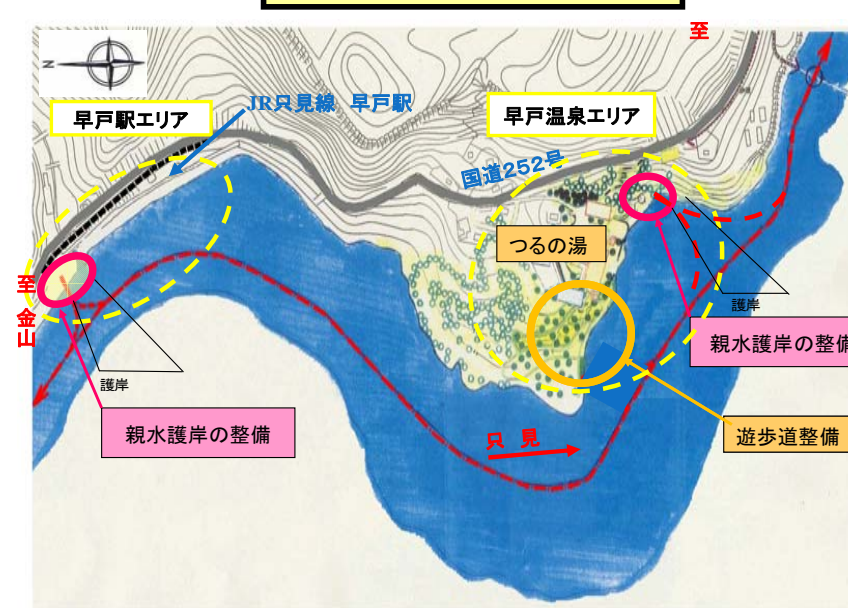 至
N
早戸駅エリア
JR只見線 早戸駅
早戸温泉エリア
国道252号
つるの湯
至
金
山
護岸
護岸
親水護岸の整備
親水護岸の整備
只 見
遊歩道整備